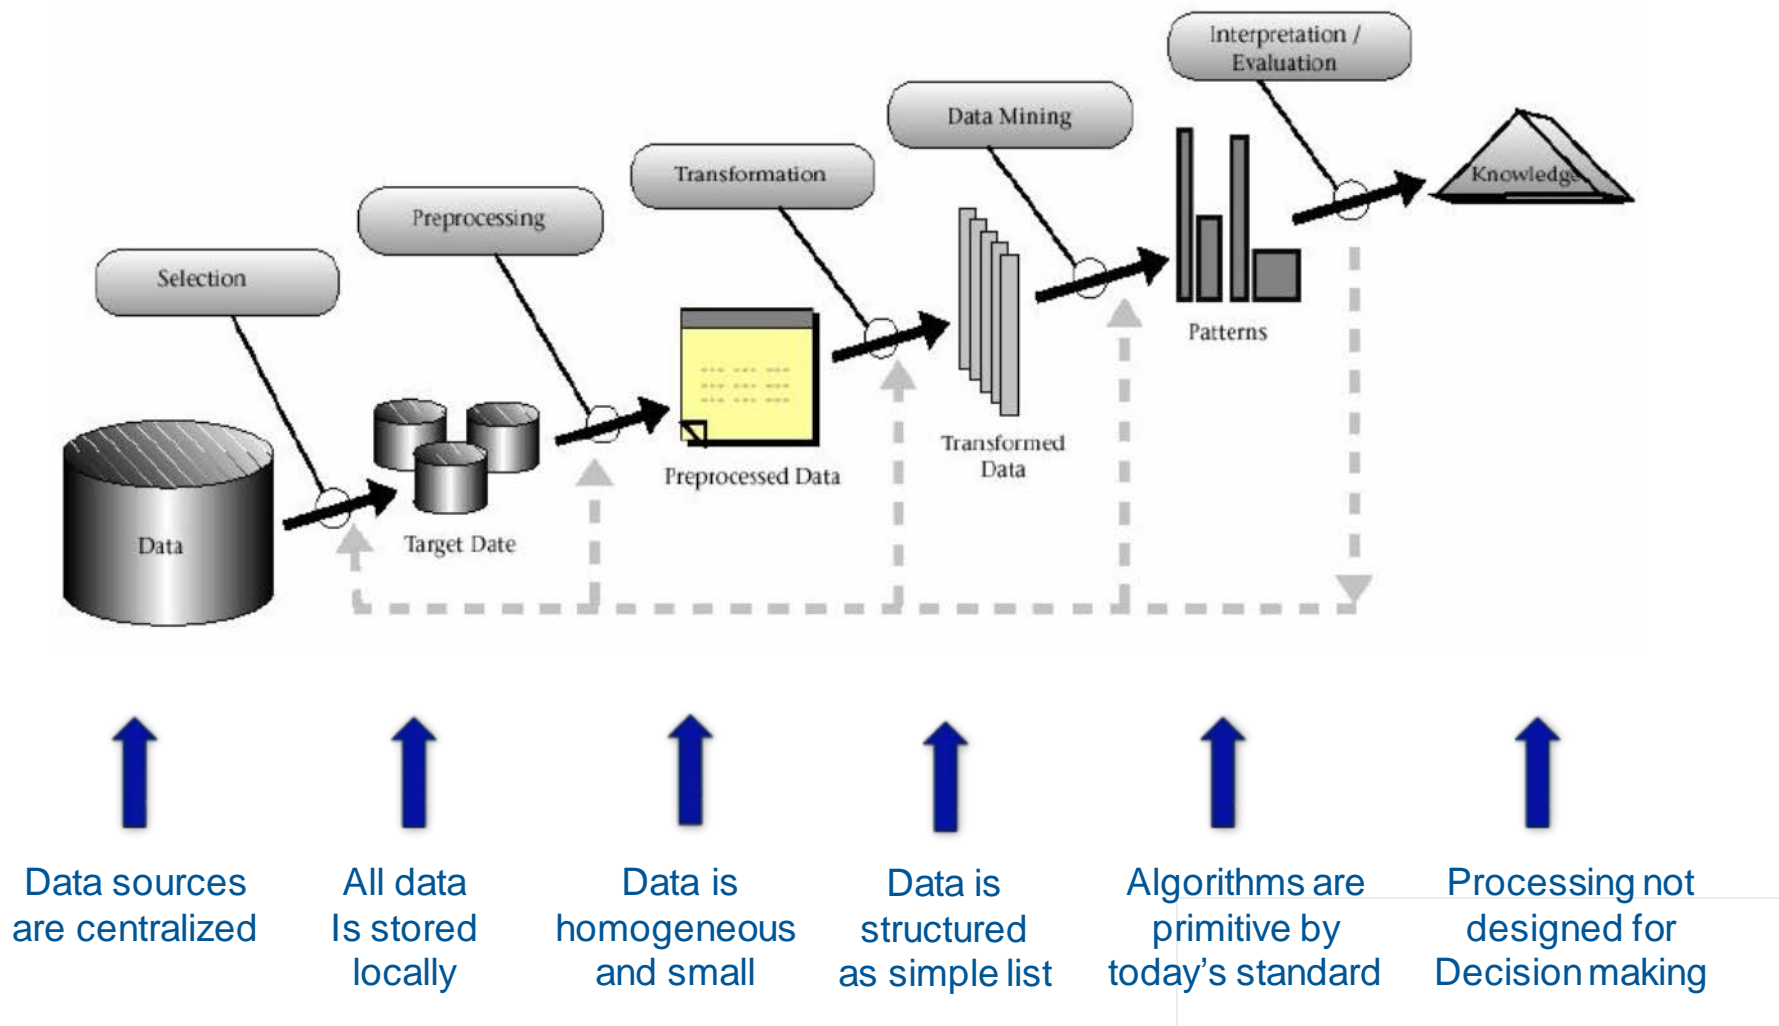 Interpretation /
Evaluation
Data Mining
Transformation
Preprocessing
Selection
Knowledge
Patterns
Transformed
Data
Preprocessed Data
Target Date
Data
Data sources
are centralized
All data
Is stored
locally
Data is
homogeneous
and small
Data is
structured
as simple list
Algorithms are
primitive by
today's standard
Processing not
designed for
Decision making